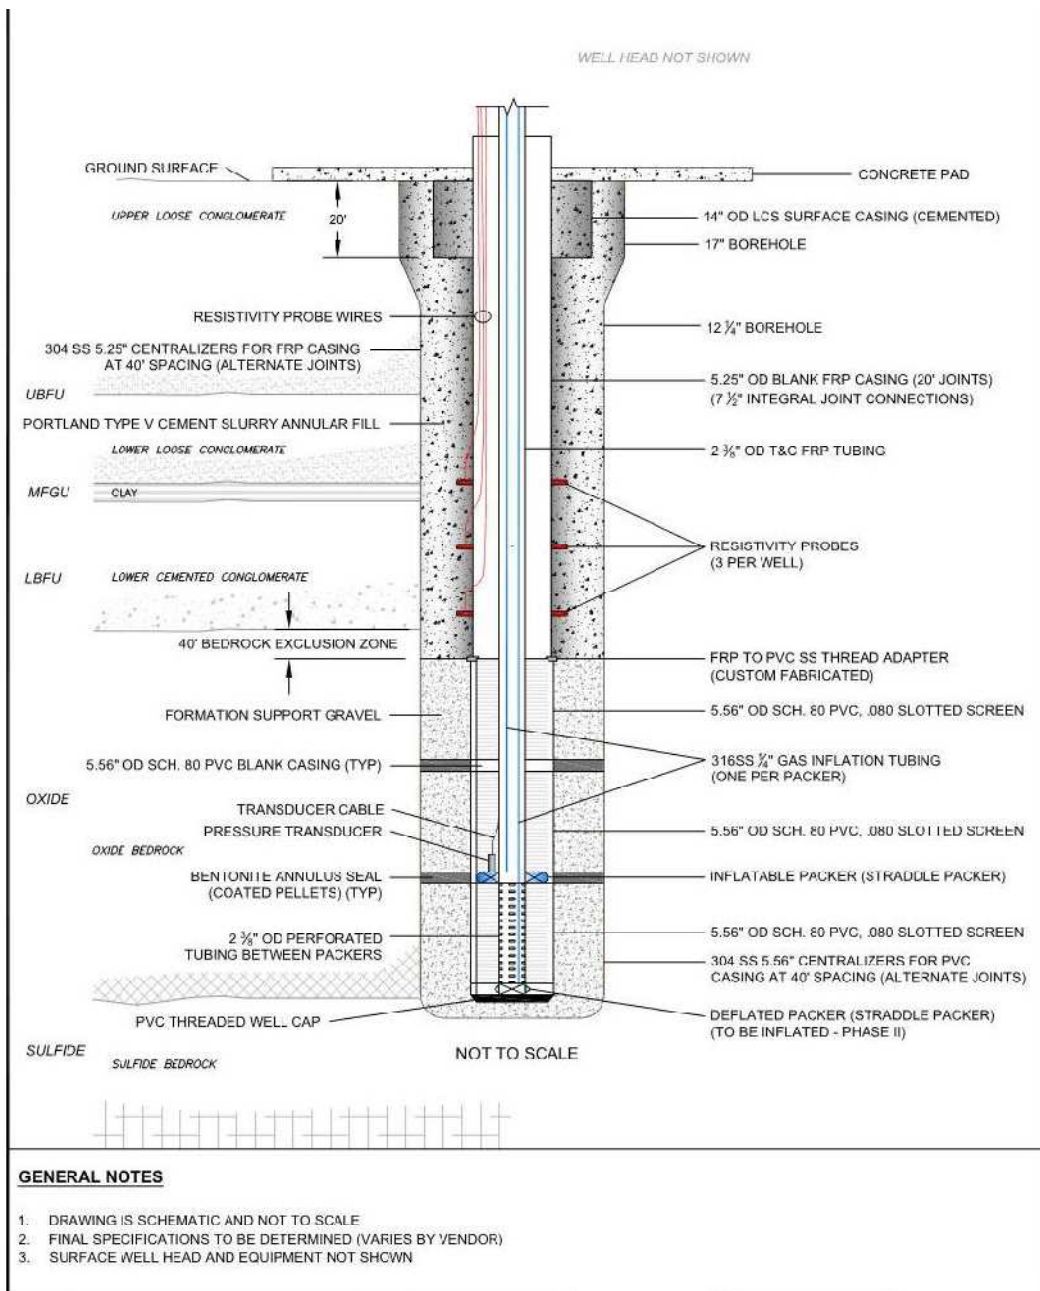 WELL HEAD NOT SHOWN
GROUND SURFACE
CONCRETE PAD
UPPER LOOSE CONGLOMERATE
20'
14" OD LCS SURFACE CASING (CEMENTED)
17" BOREHOLE
RESISTIVITY PROBE WIRES
12 ¼" BOREHOLE
304 SS 5.25" CENTRALIZERS FOR FRP CASING
AT 40' SPACING (ALTERNATE JOINTS)
5.25" OD BLANK FRP CASING (20' JOINTS)
(7 ½" INTEGRAL JOINT CONNECTIONS)
UBFU
PORTLAND TYPE V CEMENT SLURRY ANNULAR FILL
LOWER LOOSE CONGLOMERATE
2 ⅜" OD T&C FRP TUBING
MFGU
CLAY
RESISTIVITY PROBES
(3 PER WELL)
LBFU
LOWER CEMENTED CONGLOMERATE
40' BEDROCK EXCLUSION ZONE
FRP TO PVC SS THREAD ADAPTER
(CUSTOM FABRICATED)
FORMATION SUPPORT GRAVEL
5.56" OD SCH. 80 PVC, .080 SLOTTED SCREEN
5.56" OD SCH. 80 PVC BLANK CASING (TYP)
316SS ¼" GAS INFLATION TUBING
(ONE PER PACKER)
OXIDE
TRANSDUCER CABLE
PRESSURE TRANSDUCER
5.56" OD SCH. 80 PVC, .080 SLOTTED SCREEN
OXIDE BEDROCK
BENTONITE ANNULUS SEAL
(COATED PELLETS) (TYP)
INFLATABLE PACKER (STRADDLE PACKER)
2 ⅜" OD PERFORATED
TUBING BETWEEN PACKERS
5.56" OD SCH. 80 PVC, .080 SLOTTED SCREEN
304 SS 5.56" CENTRALIZERS FOR PVC
CASING AT 40' SPACING (ALTERNATE JOINTS)
PVC THREADED WELL CAP
DEFLATED PACKER (STRADDLE PACKER)
(TO BE INFLATED - PHASE II)
SULFIDE
SULFIDE BEDROCK
NOT TO SCALE
GENERAL NOTES
1. DRAWING IS SCHEMATIC AND NOT TO SCALE
2. FINAL SPECIFICATIONS TO BE DETERMINED (VARIES BY VENDOR)
3. SURFACE WELL HEAD AND EQUIPMENT NOT SHOWN